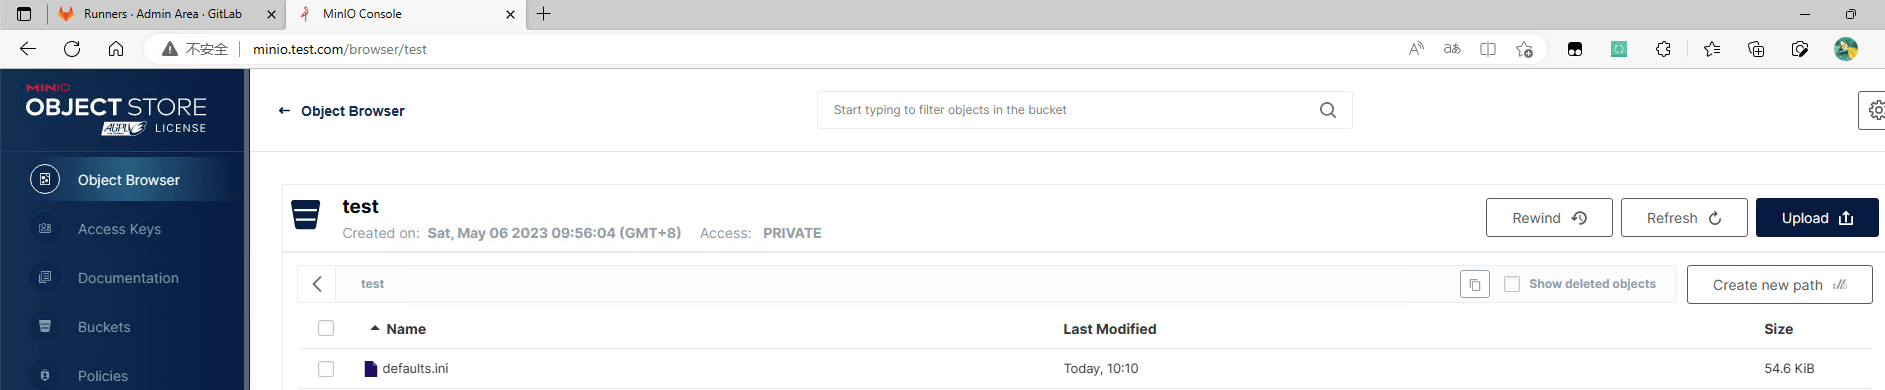 Runners · Admin Area · GitLab
MinIO Console
不安全 minio.test.com/browser/test
MINIO
OBJECT STORE
AGPLV3 LICENSE
← Object Browser
Start typing to filter objects in the bucket
Object Browser
Access Keys
Documentation
Buckets
Policies
test
Created on: Sat, May 06 2023 09:56:04 (GMT+8) Access: PRIVATE
Rewind
Refresh
Upload
test
Show deleted objects
Create new path
Name Last Modified Size
defaults.ini Today, 10:10 54.6 KiB